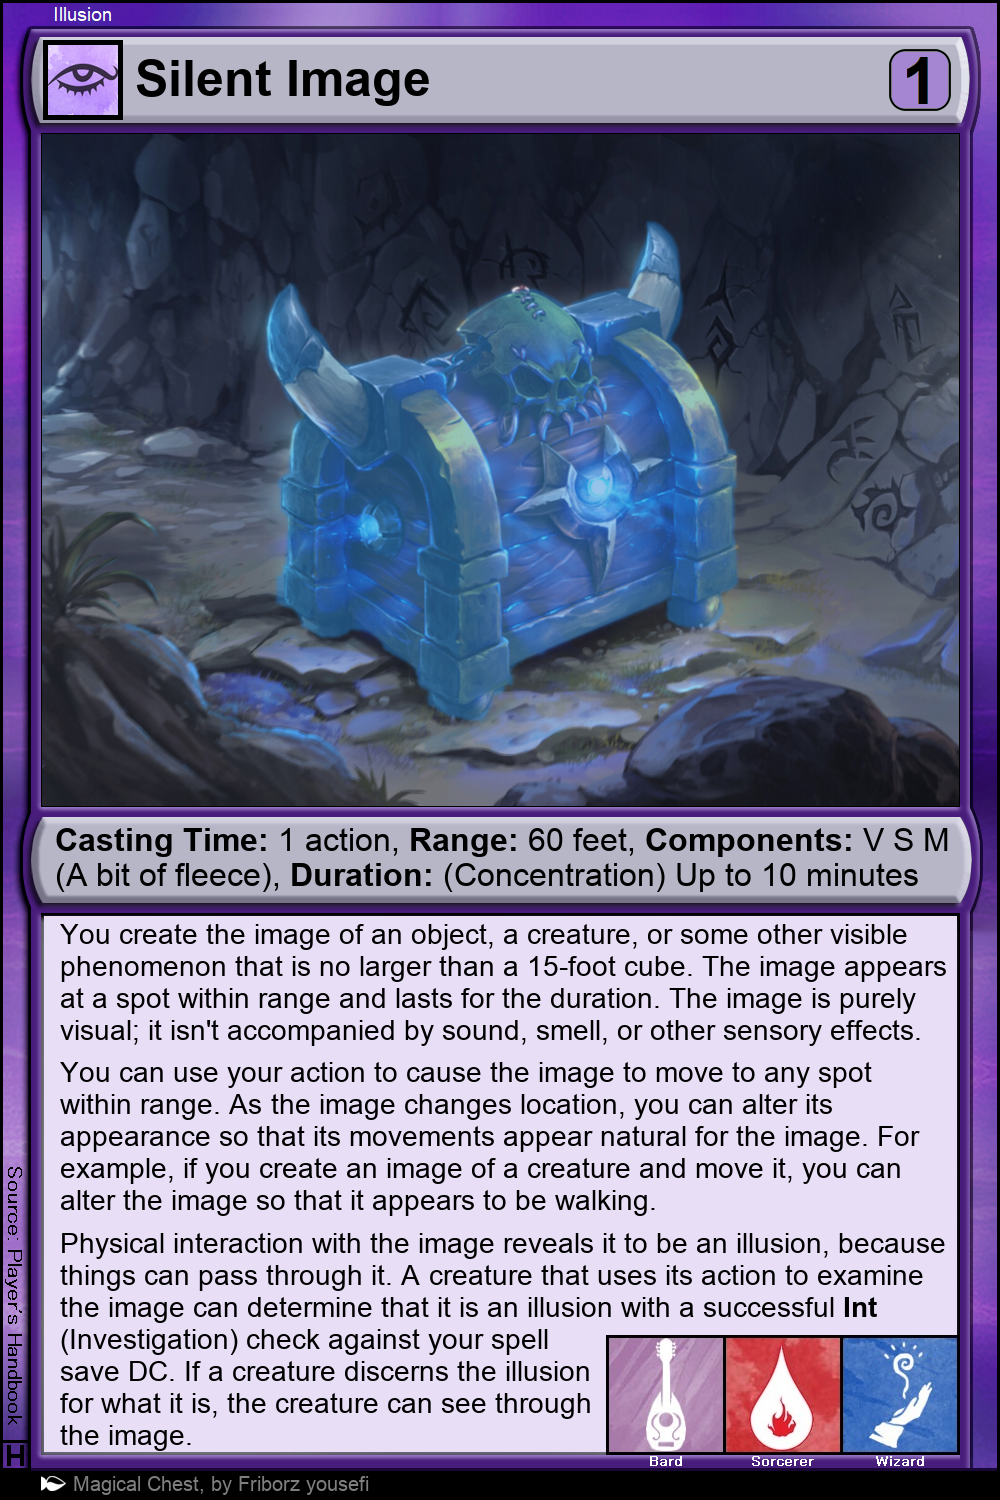 Illusion
Silent Image
1
Casting Time: 1 action, Range: 60 feet, Components: V S M
(A bit of fleece), Duration: (Concentration) Up to 10 minutes
You create the image of an object, a creature, or some other visible
phenomenon that is no larger than a 15-foot cube. The image appears
at a spot within range and lasts for the duration. The image is purely
visual; it isn't accompanied by sound, smell, or other sensory effects.
You can use your action to cause the image to move to any spot
within range. As the image changes location, you can alter its
appearance so that its movements appear natural for the image. For
example, if you create an image of a creature and move it, you can
alter the image so that it appears to be walking.
Physical interaction with the image reveals it to be an illusion, because
things can pass through it. A creature that uses its action to examine
the image can determine that it is an illusion with a successful Int
(Investigation) check against your spell
save DC. If a creature discerns the illusion
for what it is, the creature can see through
the image.
Bard
Sorcerer
Wizard
Source: Player's Handbook
H
Magical Chest, by Friborz yousefi